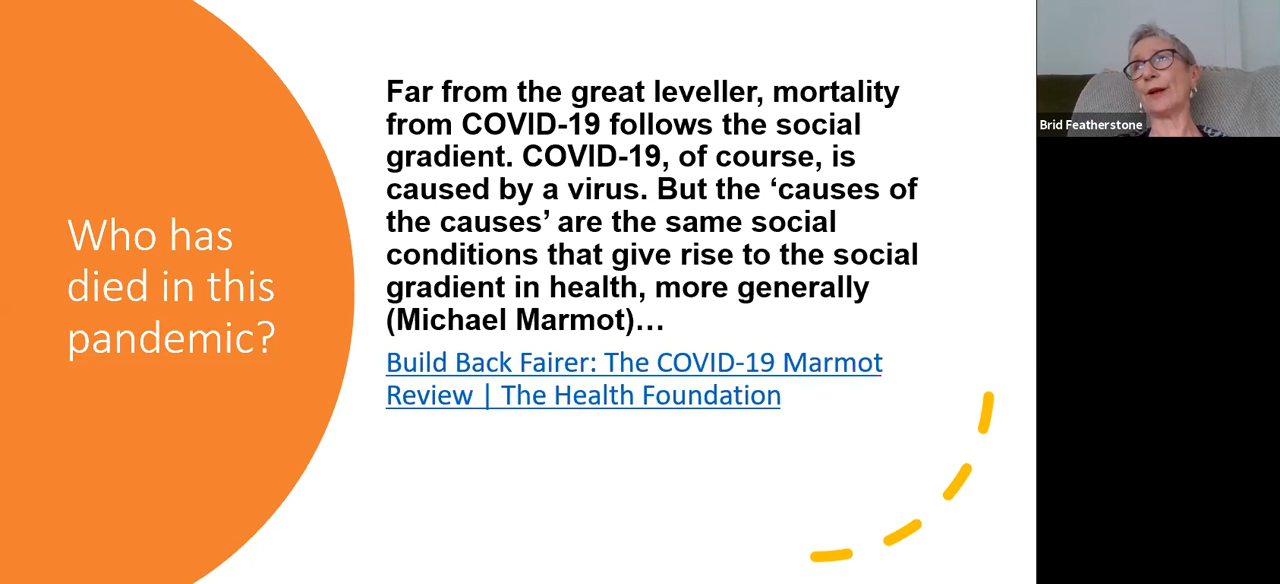 Who has
died in this
pandemic?
Far from the great leveller, mortality
from COVID-19 follows the social
gradient. COVID-19, of course, is
caused by a virus. But the ‘causes of
the causes’ are the same social
conditions that give rise to the social
gradient in health, more generally
(Michael Marmot)…
Build Back Fairer: The COVID-19 Marmot
Review | The Health Foundation
Brid Featherstone